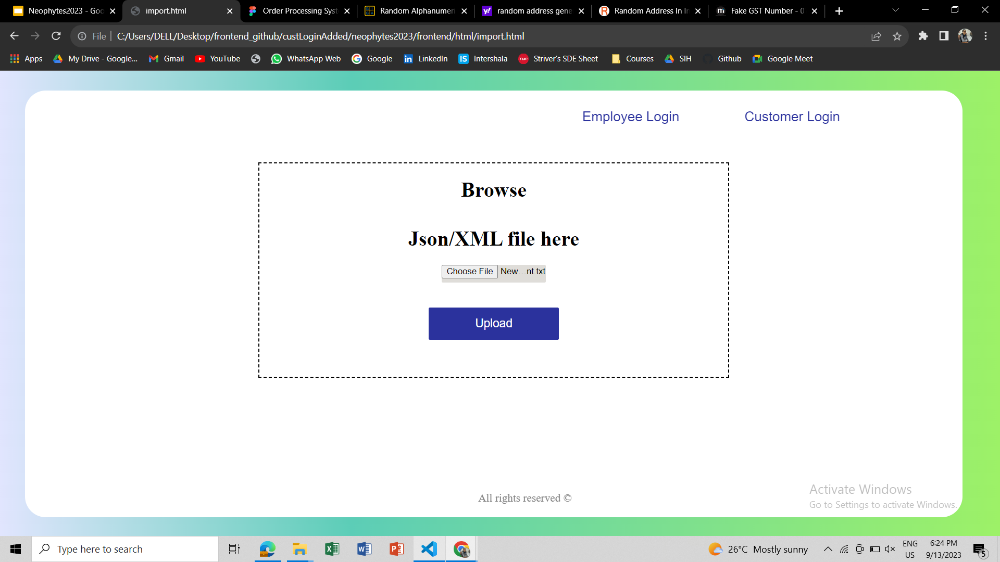 Neophytes2023 - Goo
import.html
Order Processing Syst
Random Alphanumeri
random address gene
Random Address In In
Fake GST Number - 0
File
C:/Users/DELL/Desktop/frontend_github/custLoginAdded/neophytes2023/frontend/html/import.html
Apps
My Drive - Google...
Gmail
YouTube
WhatsApp Web
Google
LinkedIn
Intershala
Striver's SDE Sheet
Courses
SIH
Github
Google Meet
Employee Login
Customer Login
Browse
Json/XML file here
Choose File New...nt.txt
Upload
All rights reserved ©
Activate Windows
Go to Settings to activate Windows.
Type here to search
26°C Mostly sunny
ENG
US
6:24 PM
9/13/2023
5